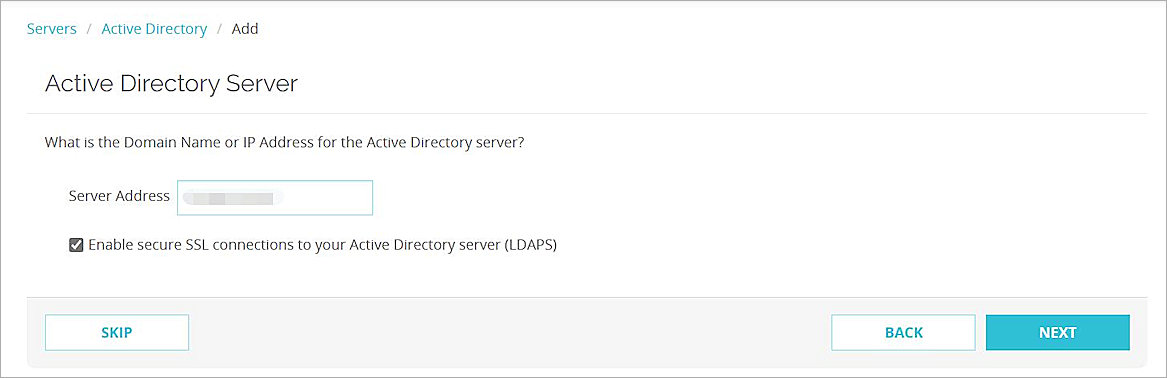 Servers / Active Directory / Add
Active Directory Server
What is the Domain Name or IP Address for the Active Directory server?
Server Address
Enable secure SSL connections to your Active Directory server (LDAPS)
SKIP BACK NEXT